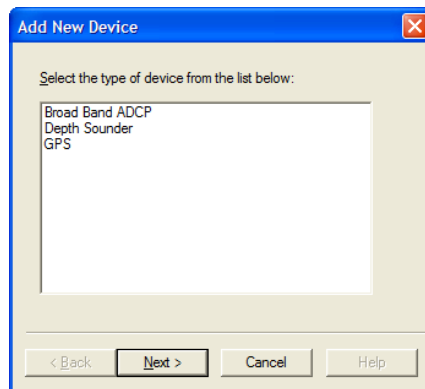 Add New Device
Select the type of device from the list below:
Broad Band ADCP
Depth Sounder
GPS
< Back
Next >
Cancel
Help